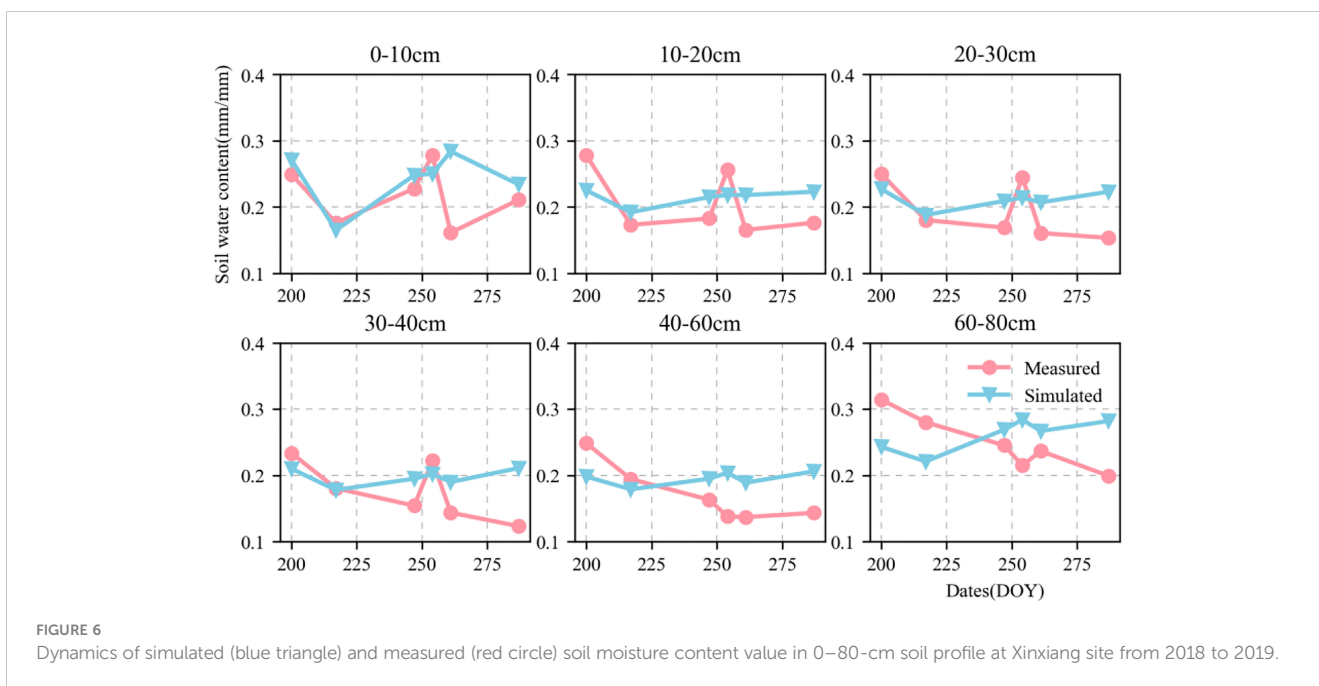 0-10cm
10-20cm
20-30cm
Soil water content(mm/mm)
0.4
0.3
0.2
0.1
200 225 250 275
0.4
0.3
0.2
0.1
200 225 250 275
0.4
0.3
0.2
0.1
200 225 250 275
30-40cm
40-60cm
60-80cm
0.4
0.3
0.2
0.1
200 225 250 275
0.4
0.3
0.2
0.1
200 225 250 275
0.4
0.3
0.2
0.1
Measured
Simulated
200 225 250 275
Dates(DOY)
FIGURE 6
Dynamics of simulated (blue triangle) and measured (red circle) soil moisture content value in 0–80-cm soil profile at Xinxiang site from 2018 to 2019.